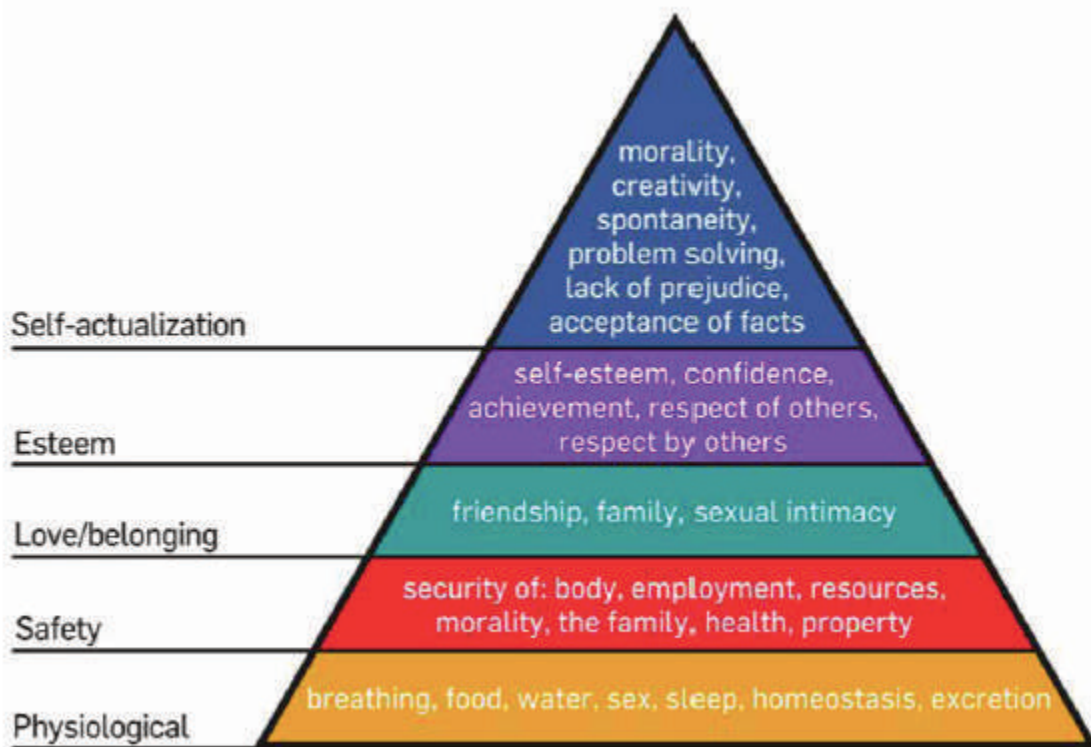 morality,
creativity,
spontaneity,
problem solving,
lack of prejudice,
acceptance of facts
Self-actualization
self-esteem, confidence,
achievement, respect of others,
respect by others
Esteem
friendship, family, sexual intimacy
Love/belonging
security of: body, employment, resources,
morality, the family, health, property
Safety
breathing, food, water, sex, sleep, homeostasis, excretion
Physiological